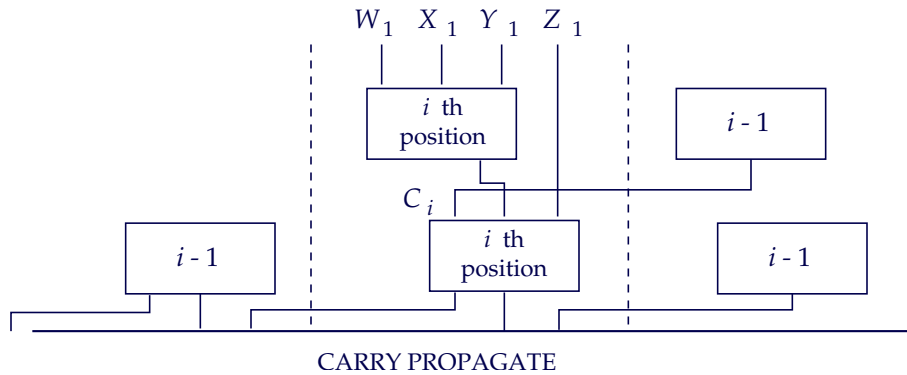 W1 X1 Y1 Z1
i th
position
i - 1
Ci
i - 1
i th
position
i - 1
CARRY PROPAGATE